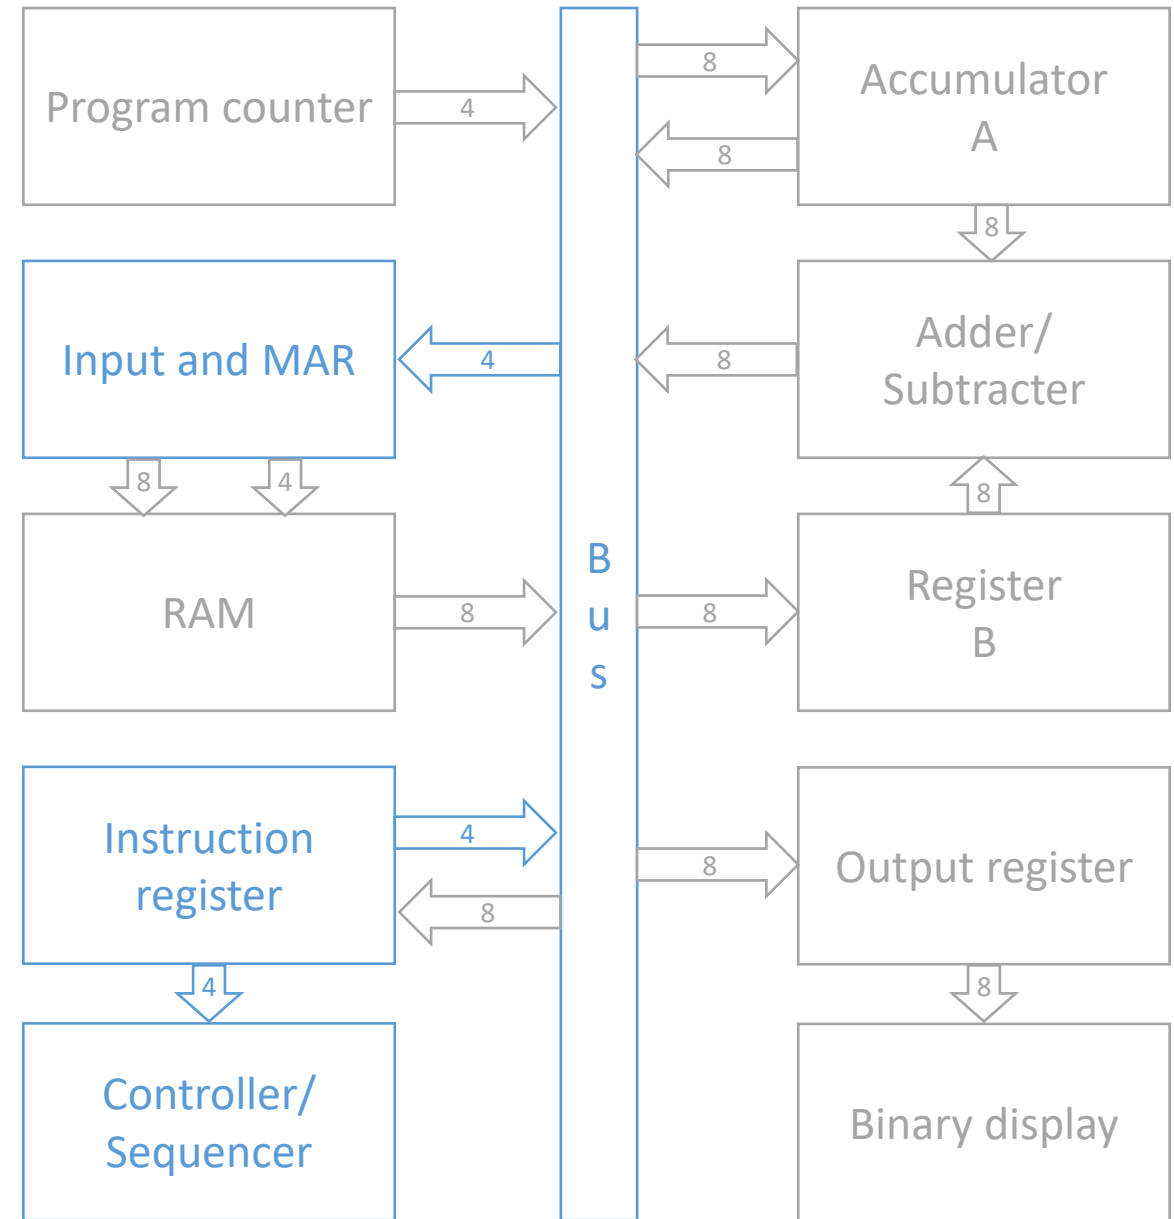 Program counter
4
8
8
Accumulator
A
8
Input and MAR
4
8
Adder/
Subtracter
8
4
8
RAM
8
B
u
s
8
Register
B
Instruction
register
4
8
8
Output register
4
8
Controller/
Sequencer
Binary display